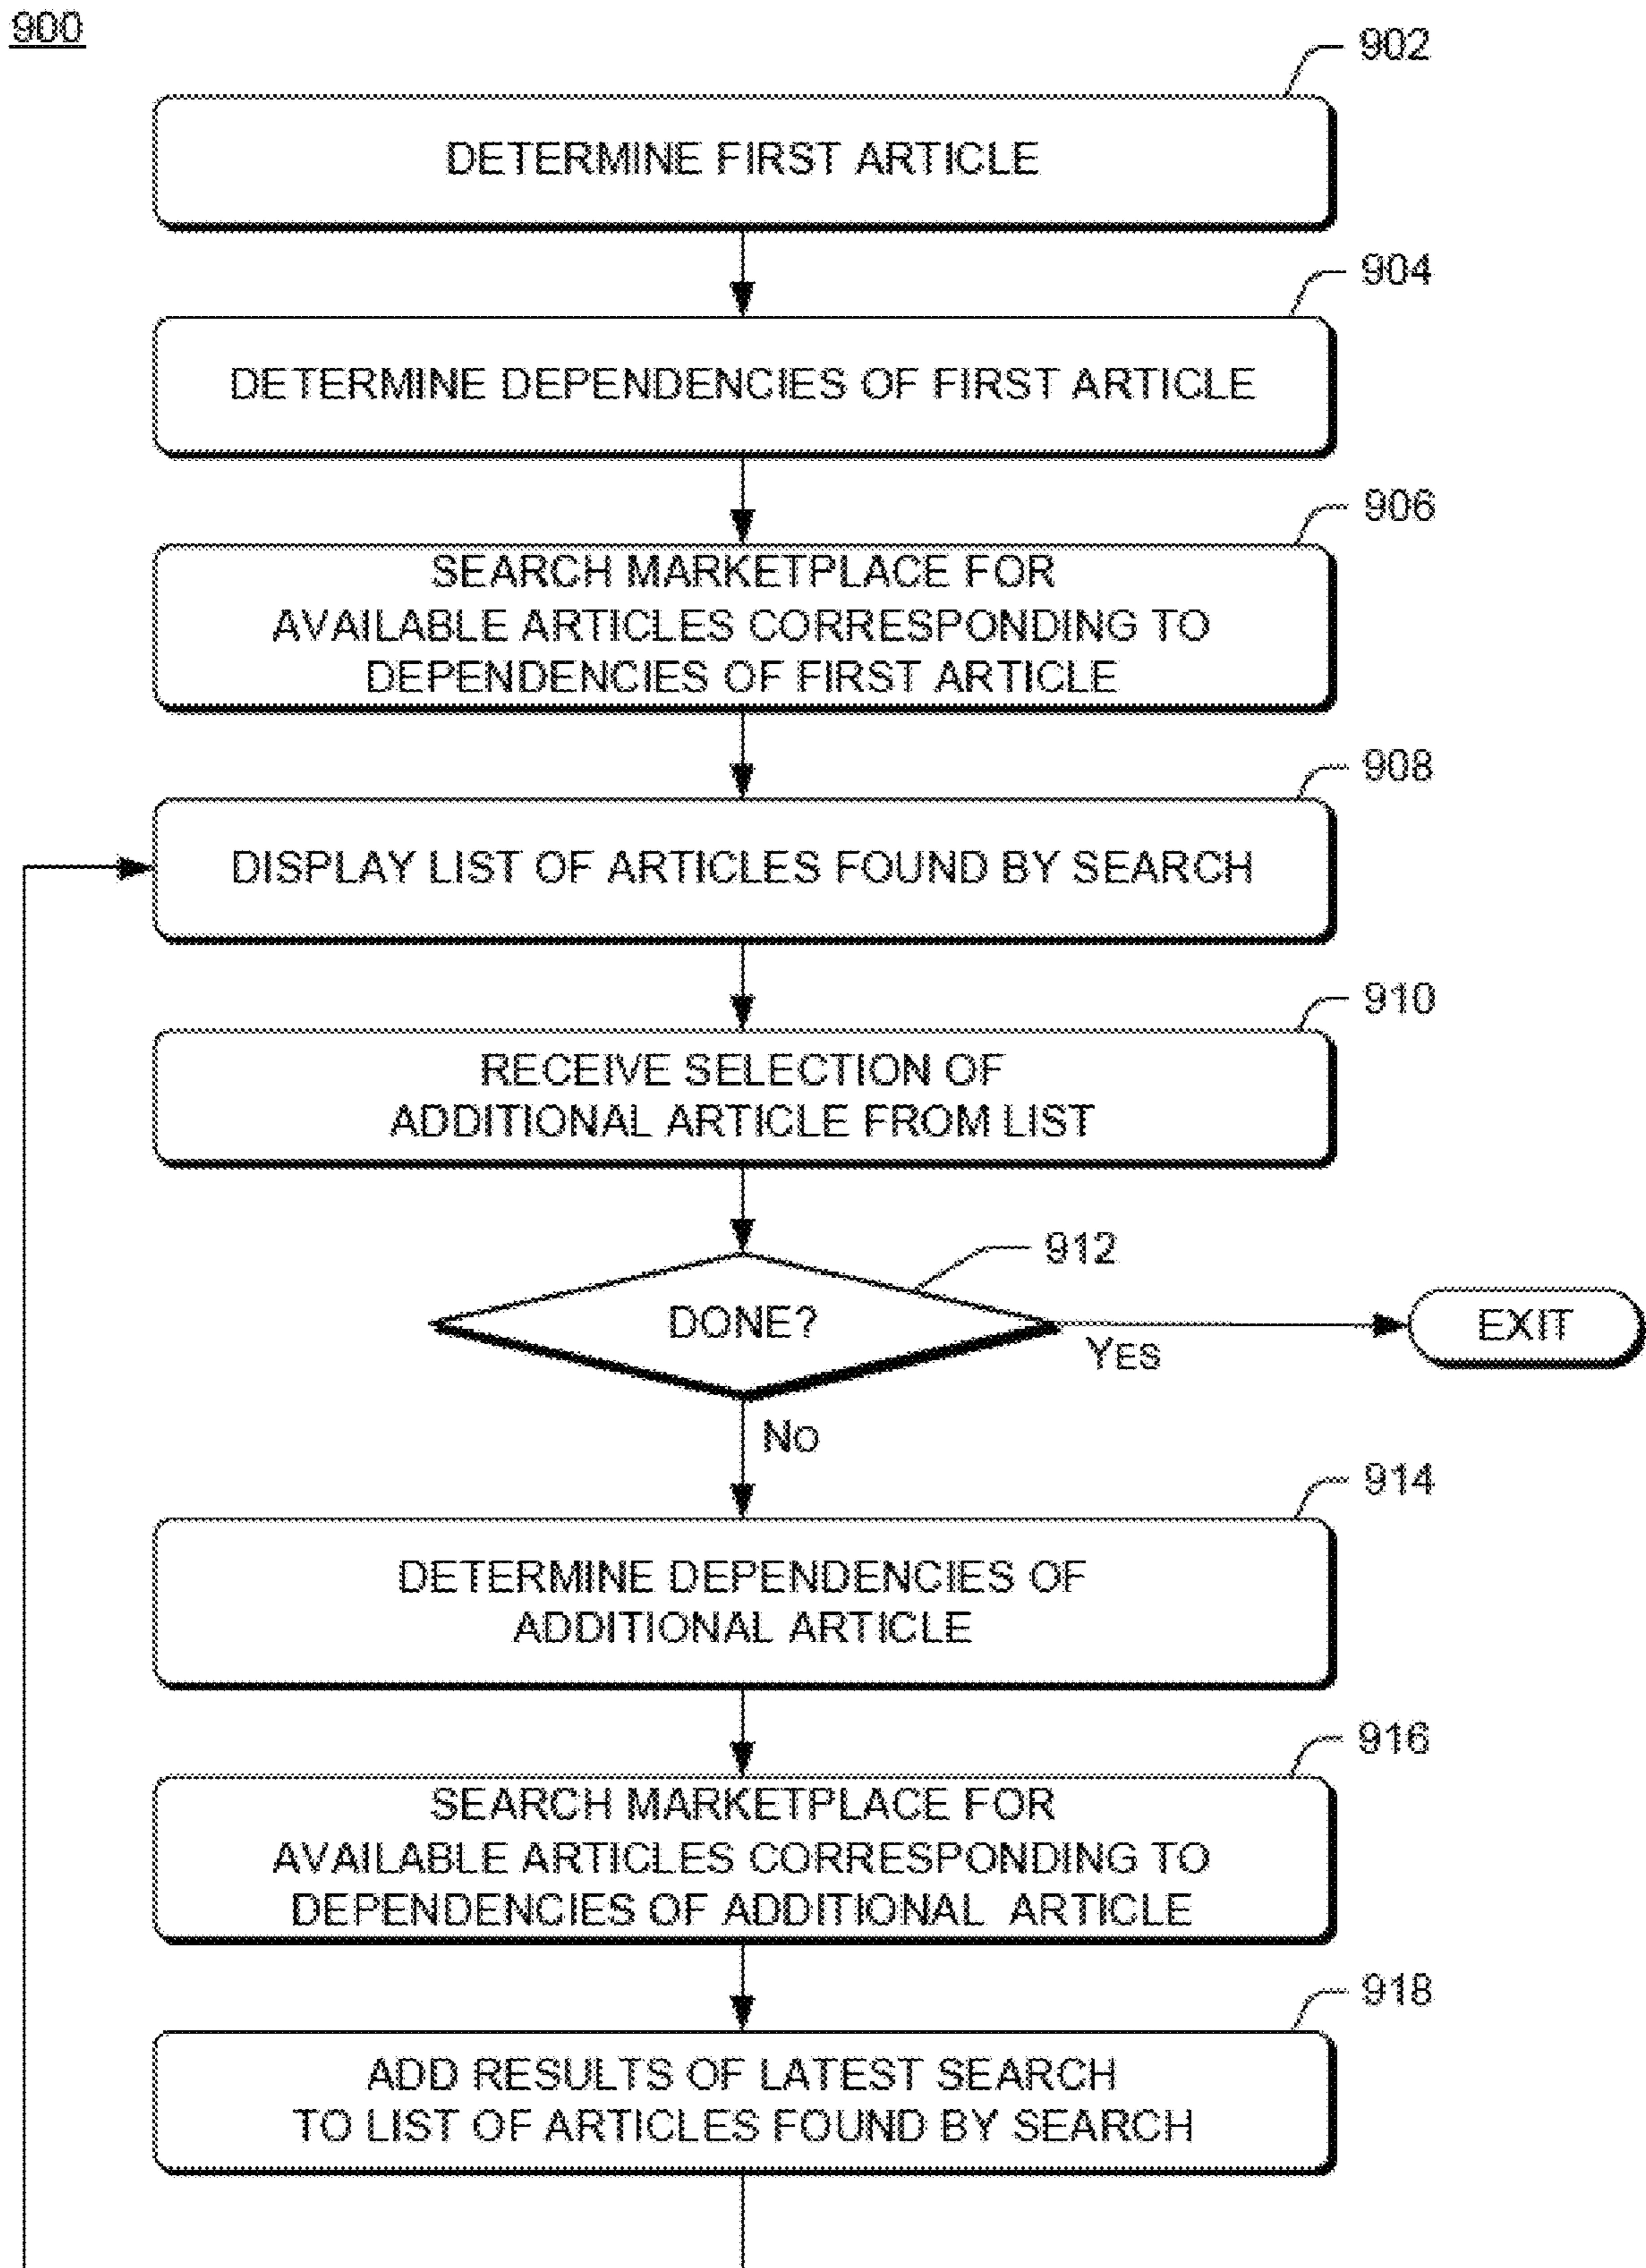 900
902
DETERMINE FIRST ARTICLE
904
DETERMINE DEPENDENCIES OF FIRST ARTICLE
906
SEARCH MARKETPLACE FOR
AVAILABLE ARTICLES CORRESPONDING TO
DEPENDENCIES OF FIRST ARTICLE
908
DISPLAY LIST OF ARTICLES FOUND BY SEARCH
910
RECEIVE SELECTION OF
ADDITIONAL ARTICLE FROM LIST
912
DONE?
YES
EXIT
NO
914
DETERMINE DEPENDENCIES OF
ADDITIONAL ARTICLE
916
SEARCH MARKETPLACE FOR
AVAILABLE ARTICLES CORRESPONDING TO
DEPENDENCIES OF ADDITIONAL ARTICLE
918
ADD RESULTS OF LATEST SEARCH
TO LIST OF ARTICLES FOUND BY SEARCH